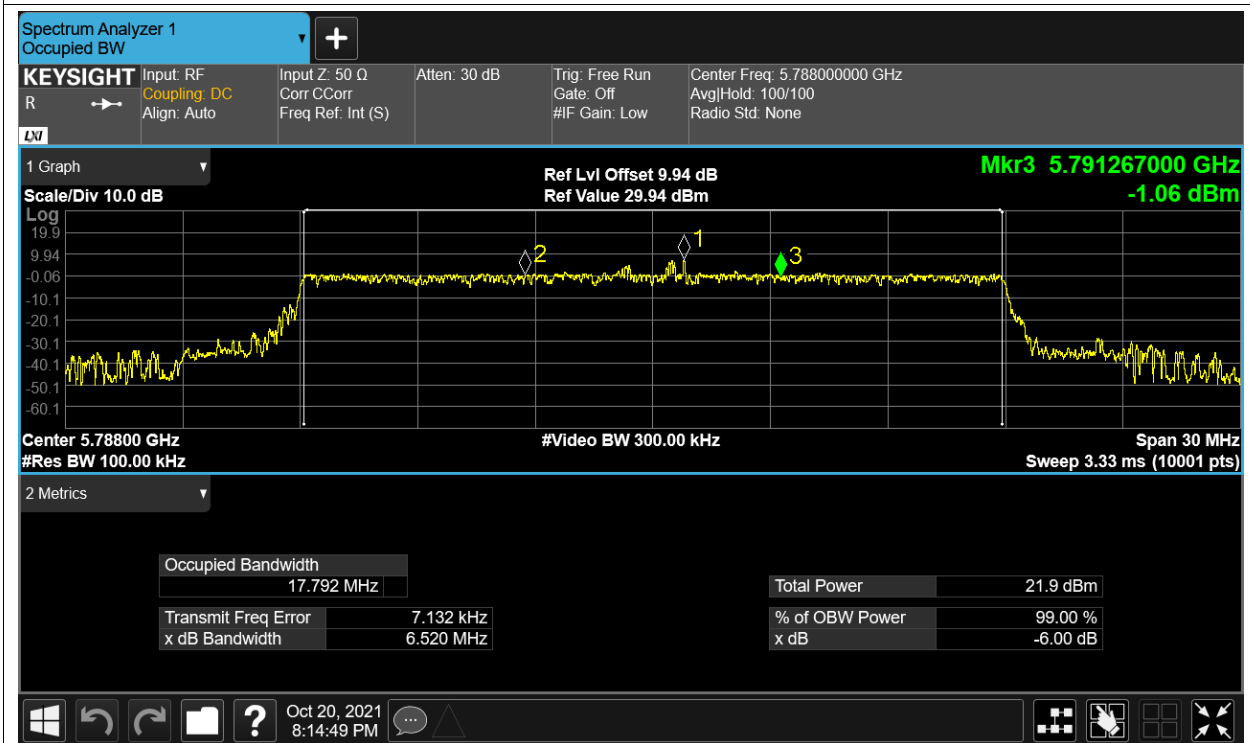 Spectrum Analyzer 1
Occupied BW
▼
+
KEYSIGHT
R
LXI
Input: RF
Coupling: DC
Align: Auto
Input Z: 50 Ω
Corr CCorr
Freq Ref: Int (S)
Atten: 30 dB
Trig: Free Run
Gate: Off
#IF Gain: Low
Center Freq: 5.788000000 GHz
Avg|Hold: 100/100
Radio Std: None
1 Graph
Scale/Div 10.0 dB
Ref Lvl Offset 9.94 dB
Ref Value 29.94 dBm
Mkr3 5.791267000 GHz
-1.06 dBm
Log
19.9
9.94
-0.06
-10.1
-20.1
-30.1
-40.1
-50.1
-60.1
2
1
3
Center 5.78800 GHz
#Video BW 300.00 kHz
Span 30 MHz
#Res BW 100.00 kHz
Sweep 3.33 ms (10001 pts)
2 Metrics
Occupied Bandwidth
17.792 MHz
Total Power 21.9 dBm
Transmit Freq Error 7.132 kHz
% of OBW Power 99.00 %
x dB Bandwidth 6.520 MHz
x dB -6.00 dB
?
Oct 20, 2021
8:14:49 PM